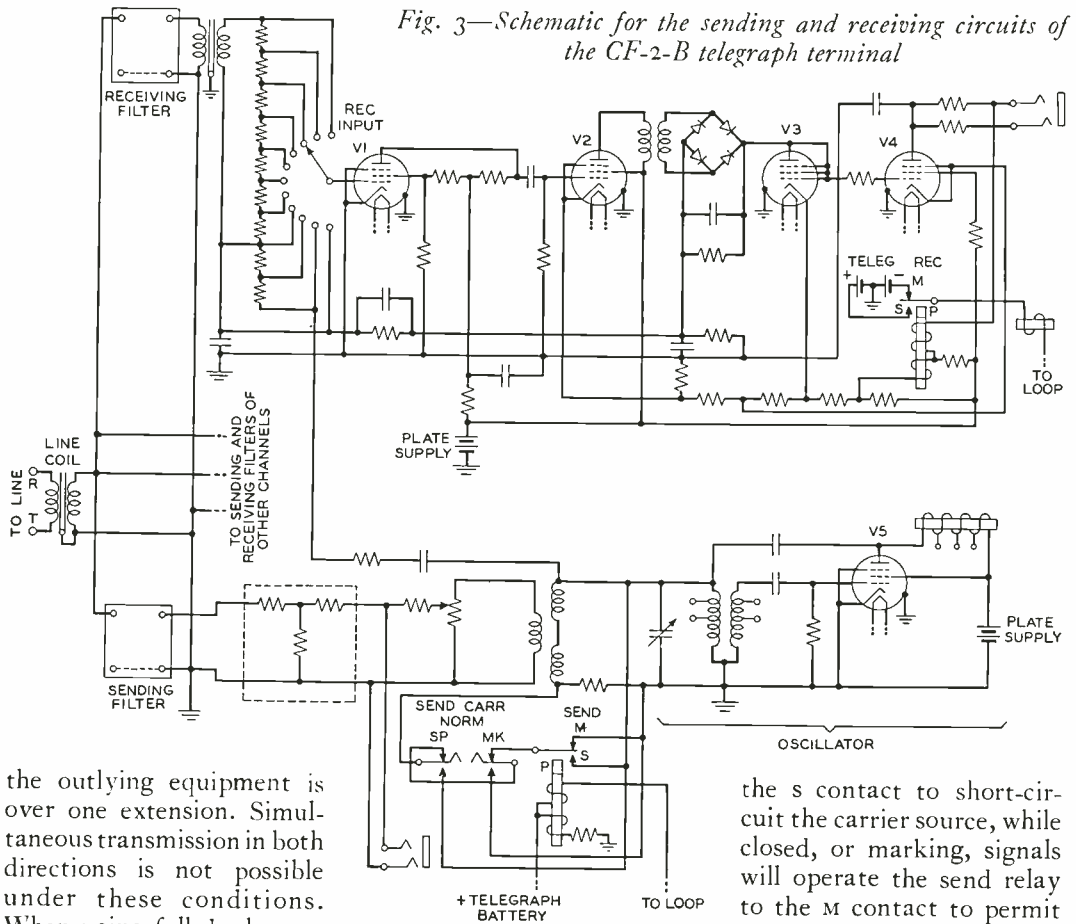 Fig. 3—Schematic for the sending and receiving circuits of
the CF-2-B telegraph terminal
RECEIVING
FILTER
REC
INPUT
V1
V2
V3
V4
TELEG REC
+ − M
S P
TO
LOOP
PLATE
SUPPLY
LINE
COIL
TO LINE
R
T
TO SENDING AND
RECEIVING FILTERS OF
OTHER CHANNELS
V5
PLATE
SUPPLY
SENDING
FILTER
SEND CARR
NORM
SP MK
SEND
M
S
P
OSCILLATOR
+ TELEGRAPH
BATTERY
TO LOOP
the outlying equipment is
over one extension. Simul-
taneous transmission in both
directions is not possible
under these conditions.
the s contact to short-cir-
cuit the carrier source, while
closed, or marking, signals
will operate the send relay
to the M contact to permit